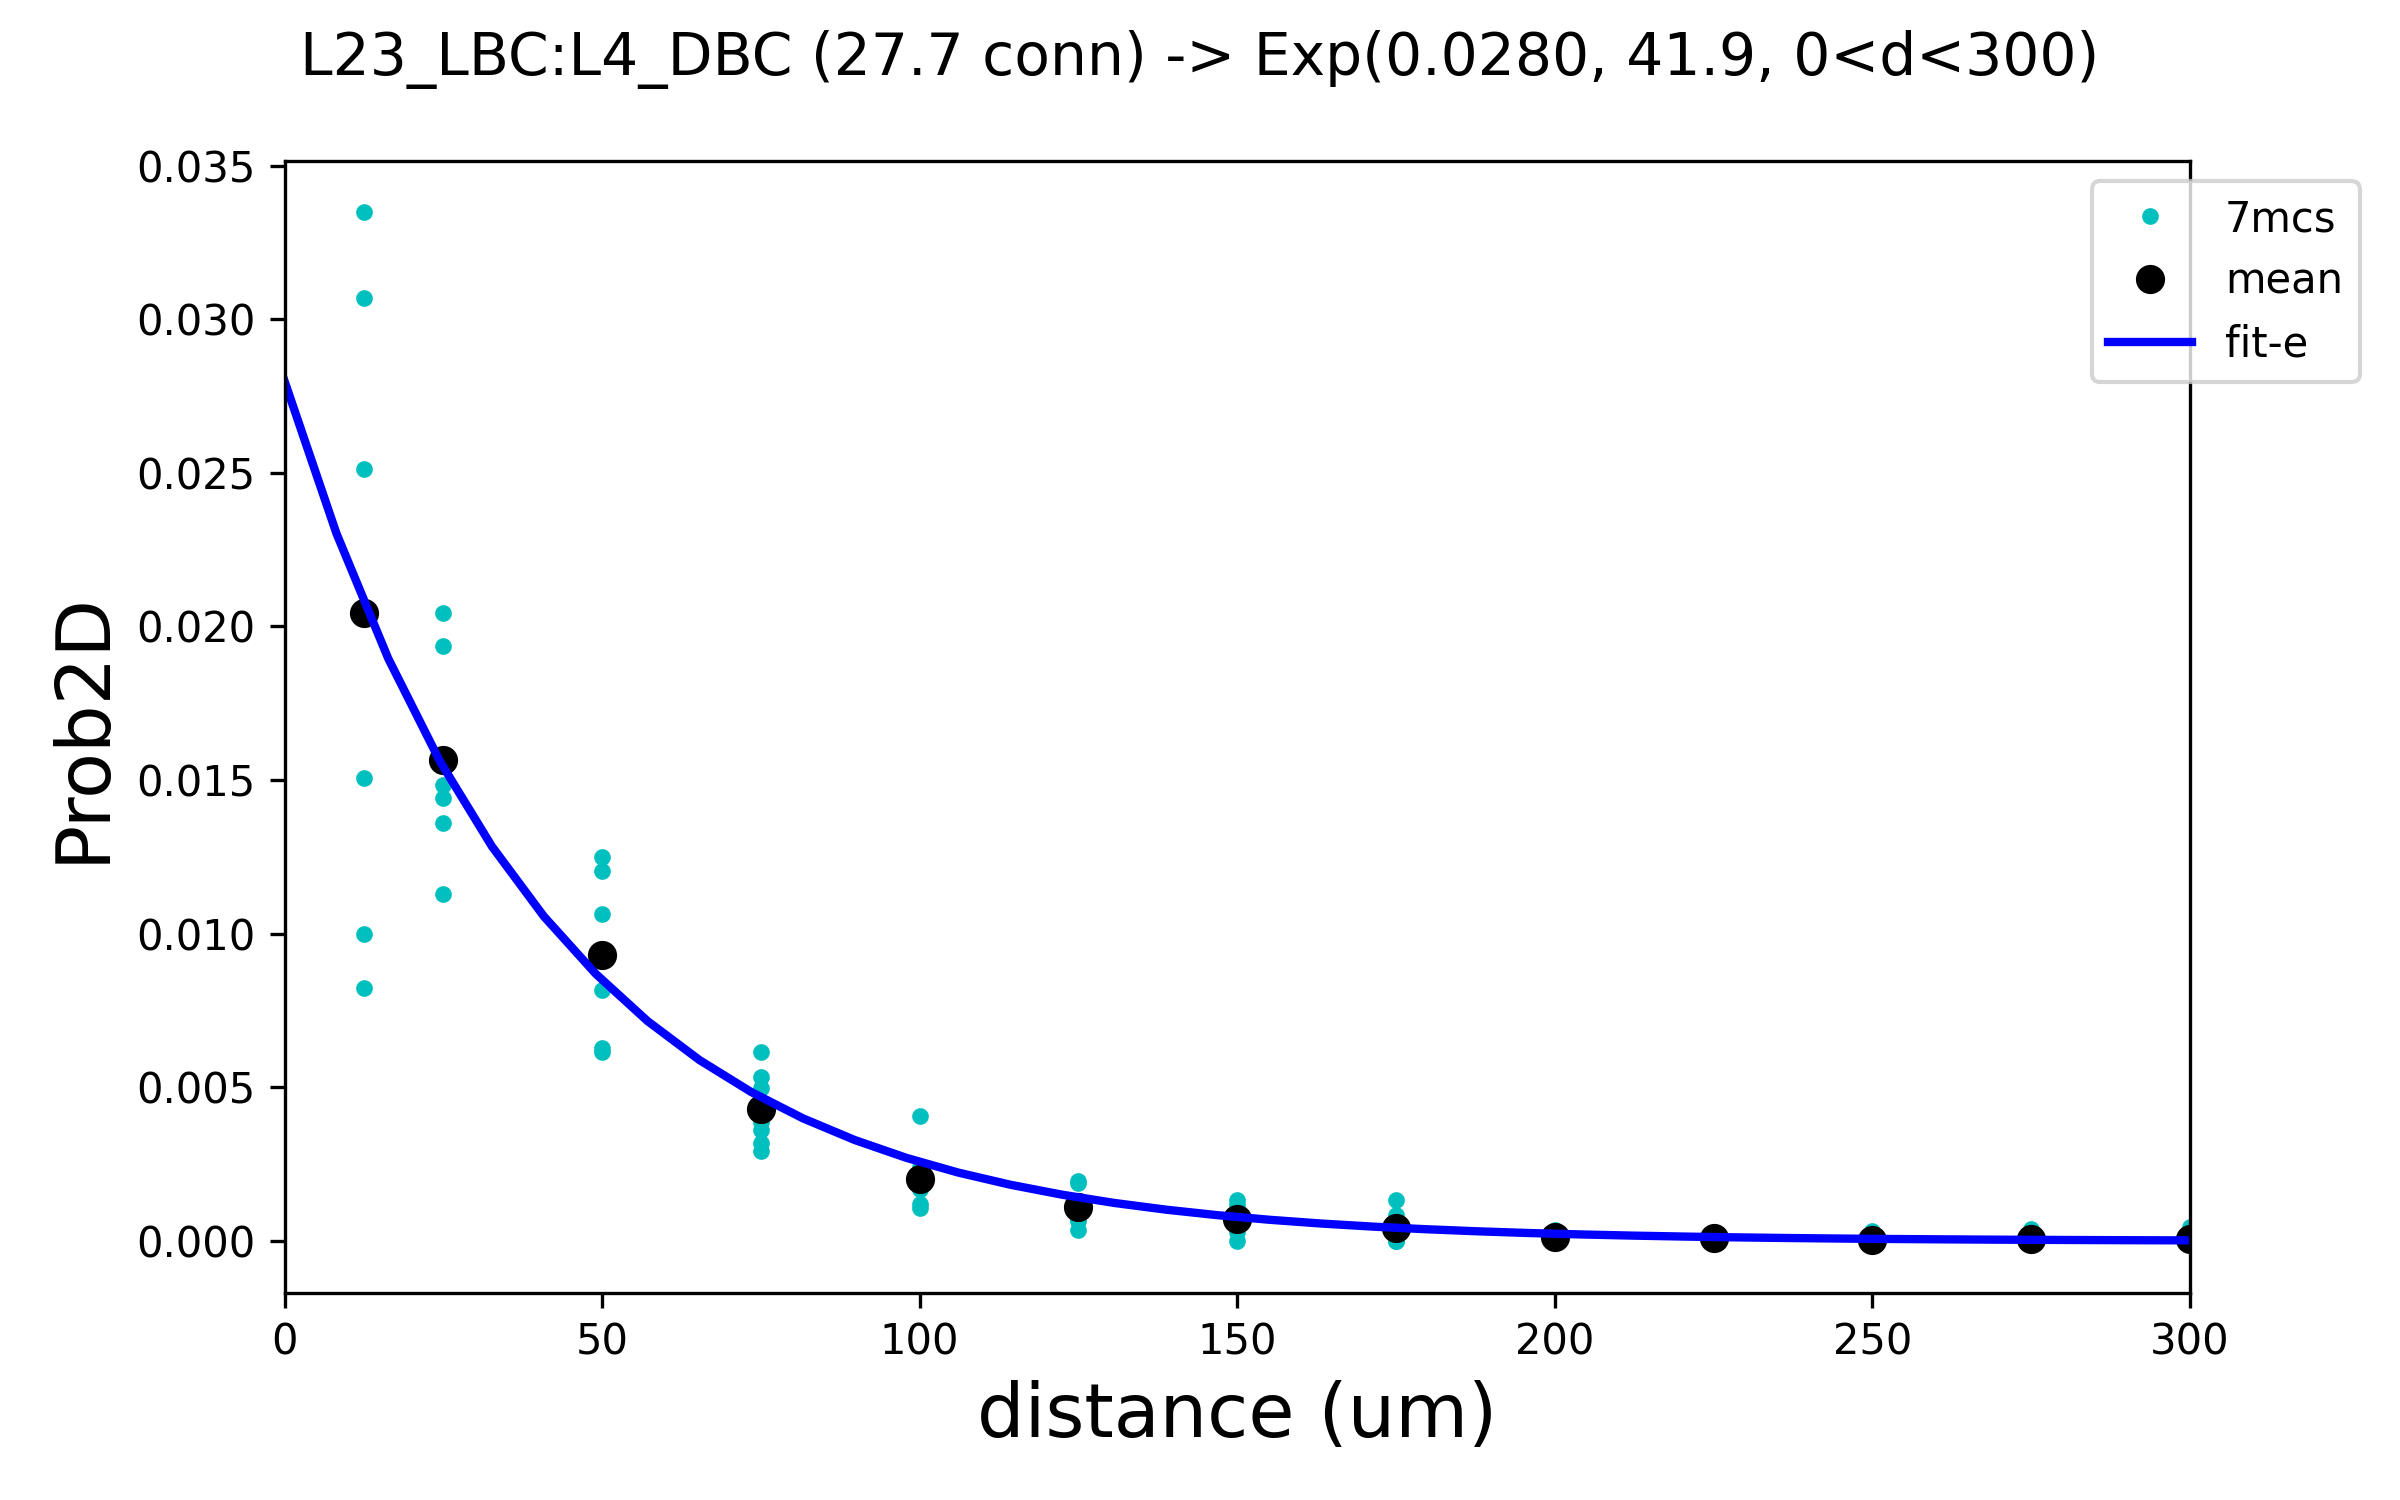 L23_LBC:L4_DBC (27.7 conn) -> Exp(0.0280, 41.9, 0<d<300)
7mcs
mean
fit-e
Prob2D
0.035
0.030
0.025
0.020
0.015
0.010
0.005
0.000
0 50 100 150 200 250 300
distance (um)